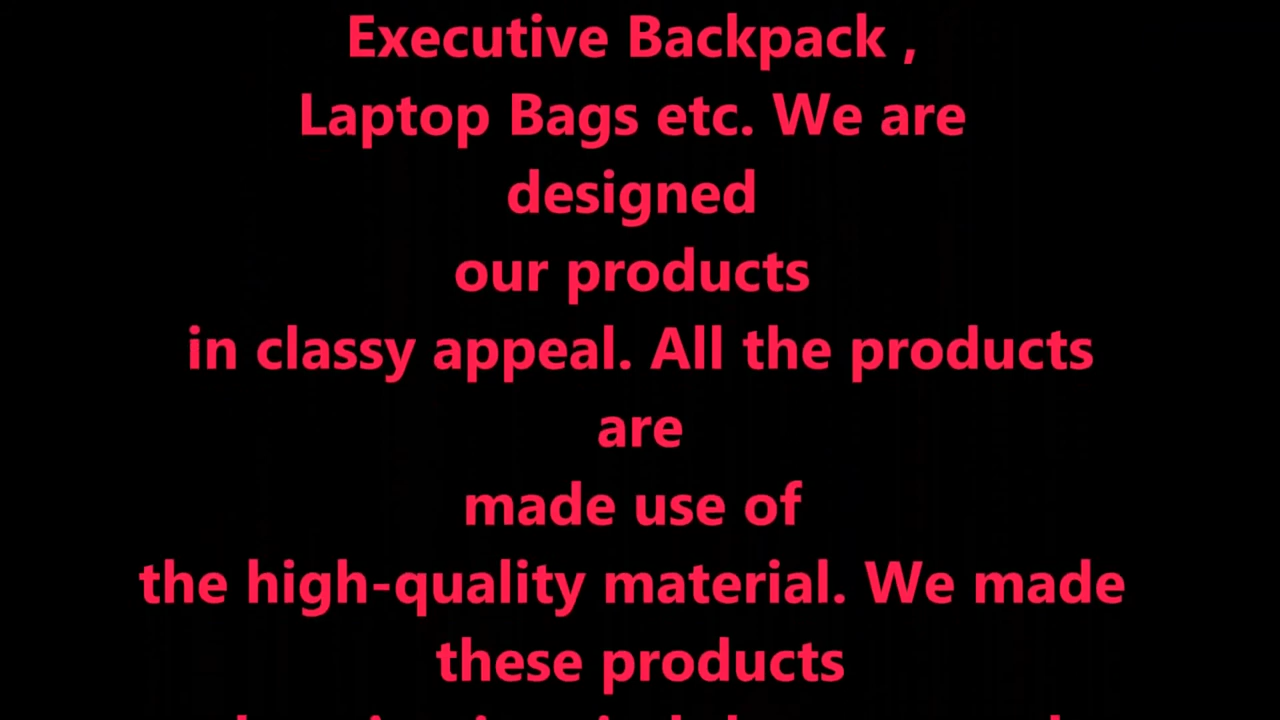 Executive Backpack ,
Laptop Bags etc. We are
designed
our products
in classy appeal. All the products
are
made use of
the high-quality material. We made
these products